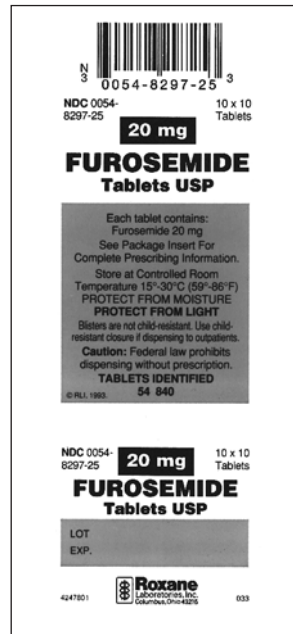 N
3 0054-8297-25 3
NDC 0054-
8297-25
10 x 10
Tablets
20 mg
FUROSEMIDE
Tablets USP
Each tablet contains:
Furosemide 20 mg
See Package Insert For
Complete Prescribing Information.
Store at Controlled Room
Temperature 15°-30°C (59°-86°F)
PROTECT FROM MOISTURE
PROTECT FROM LIGHT
Blisters are not child-resistant. Use child-
resistant closure if dispensing to outpatients.
Caution: Federal law prohibits
dispensing without prescription.
TABLETS IDENTIFIED
54 840
© RLI. 1993.
NDC 0054-
8297-25
20 mg
10 x 10
Tablets
FUROSEMIDE
Tablets USP
LOT
EXP.
4247801
Roxane
Laboratories, Inc.
Columbus, Ohio 43216
033